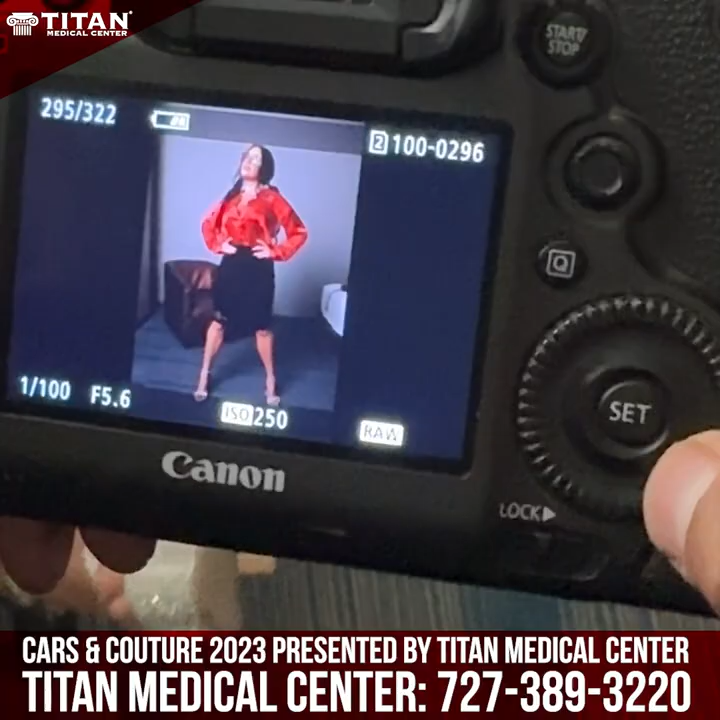 TITAN
MEDICAL CENTER
START/
STOP
295/322
2 100-0296
Q
1/100 F5.6
ISO 250
RAW
SET
Canon
LOCK▶
CARS & COUTURE 2023 PRESENTED BY TITAN MEDICAL CENTER
TITAN MEDICAL CENTER: 727-389-3220